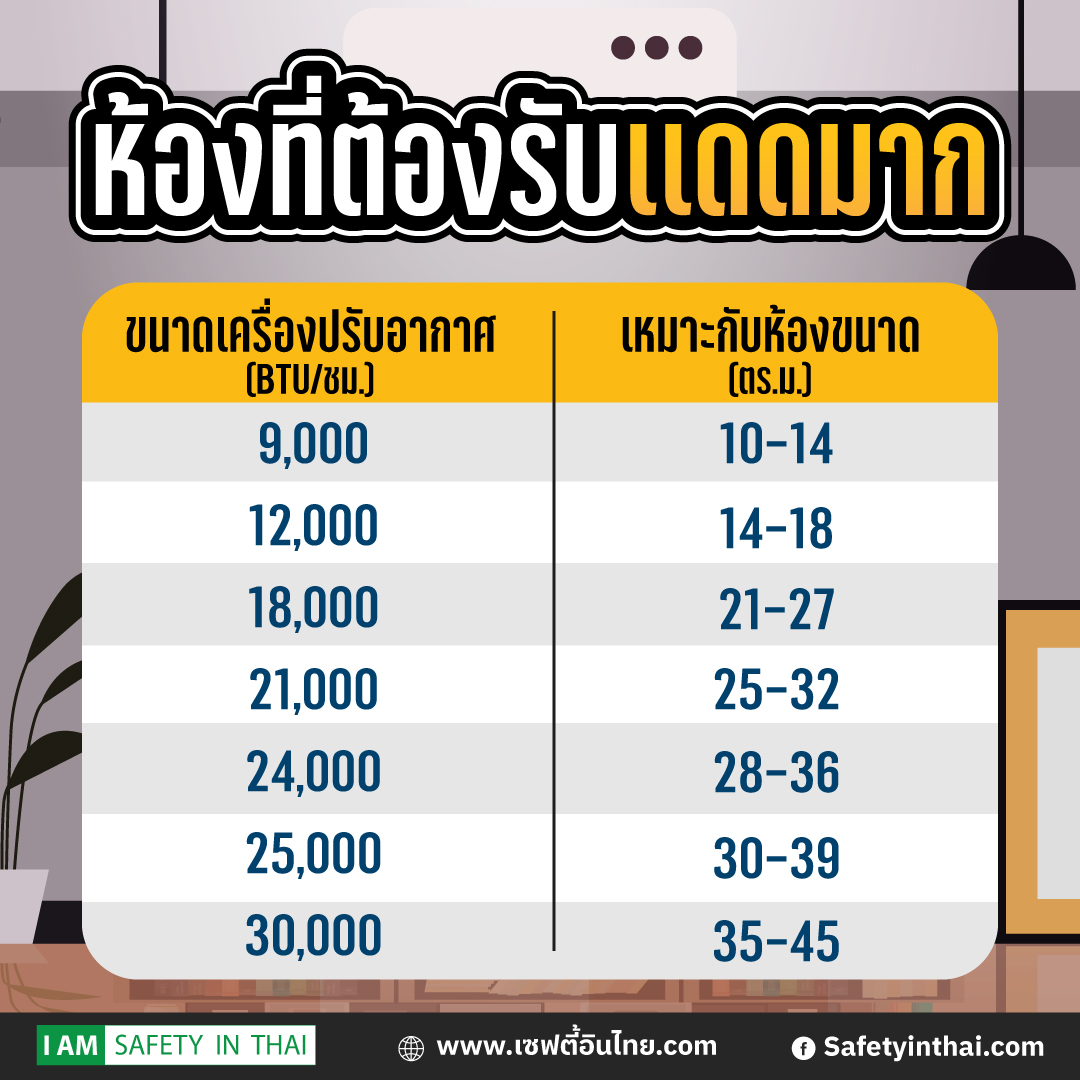 ห้องที่ต้องรับแดดมาก
ขนาดเครื่องปรับอากาศ
(BTU/ชม.)
เหมาะกับห้องขนาด
(ตร.ม.)
9,000 10-14
12,000 14-18
18,000 21-27
21,000 25-32
24,000 28-36
25,000 30-39
30,000 35-45
I AM SAFETY IN THAI
www.เซฟตี้อินไทย.com
Safetyinthai.com